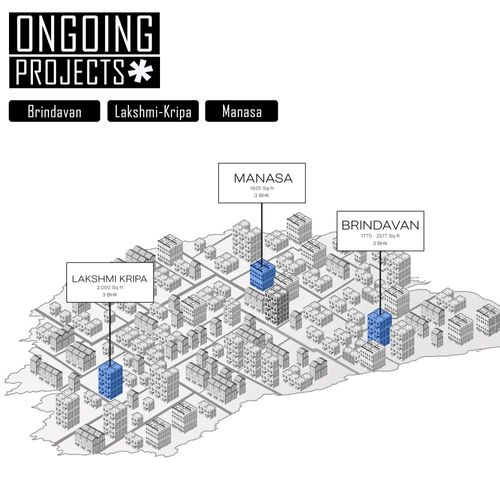 ONGOING
PROJECTS*
Brindavan
Lakshmi-Kripa
Manasa
MANASA
1625 Sq ft
3 BHK
BRINDAVAN
1770 - 2517 Sq ft
3 BHK
LAKSHMI KRIPA
2,000 Sq ft
3 BHK